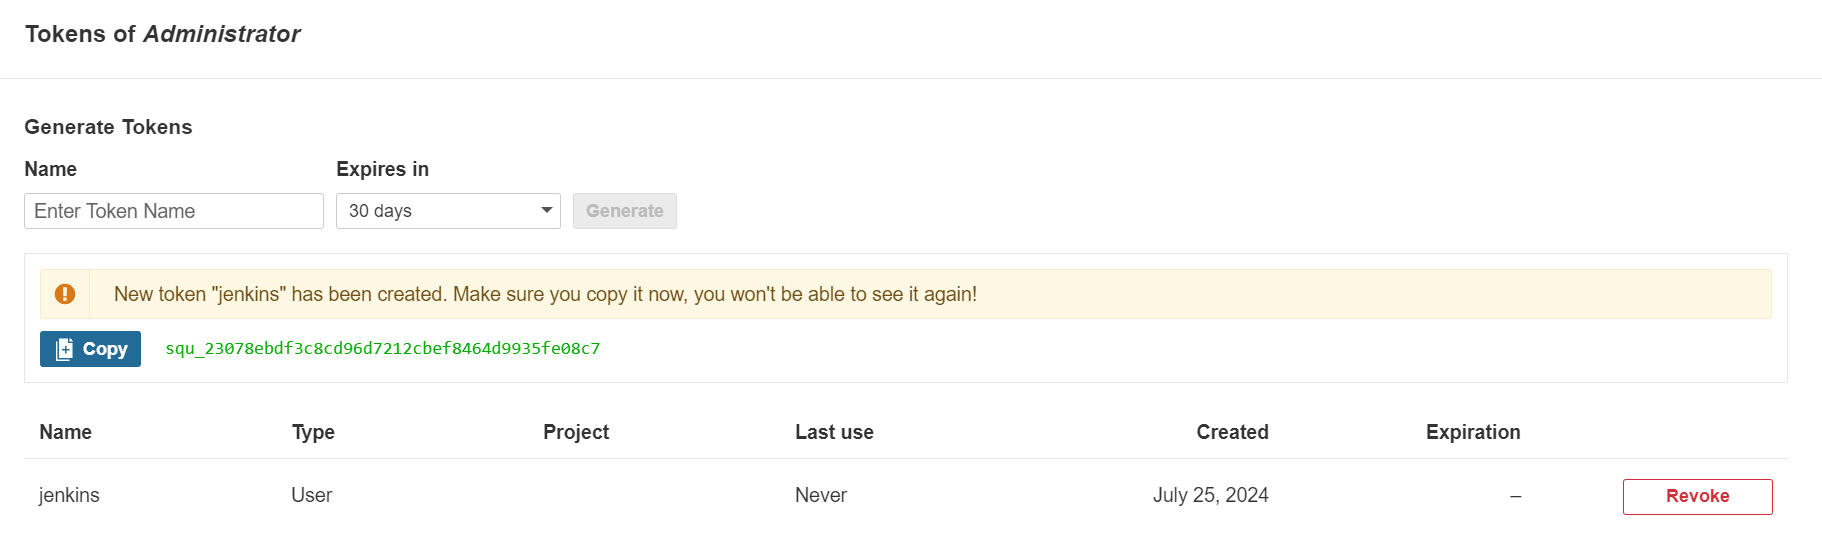 Tokens of Administrator
Generate Tokens
Name Expires in
Enter Token Name 30 days Generate
New token "jenkins" has been created. Make sure you copy it now, you won't be able to see it again!
Copy squ_23078ebdf3c8cd96d7212cbef8464d9935fe08c7
Name Type Project Last use Created Expiration
jenkins User Never July 25, 2024 – Revoke